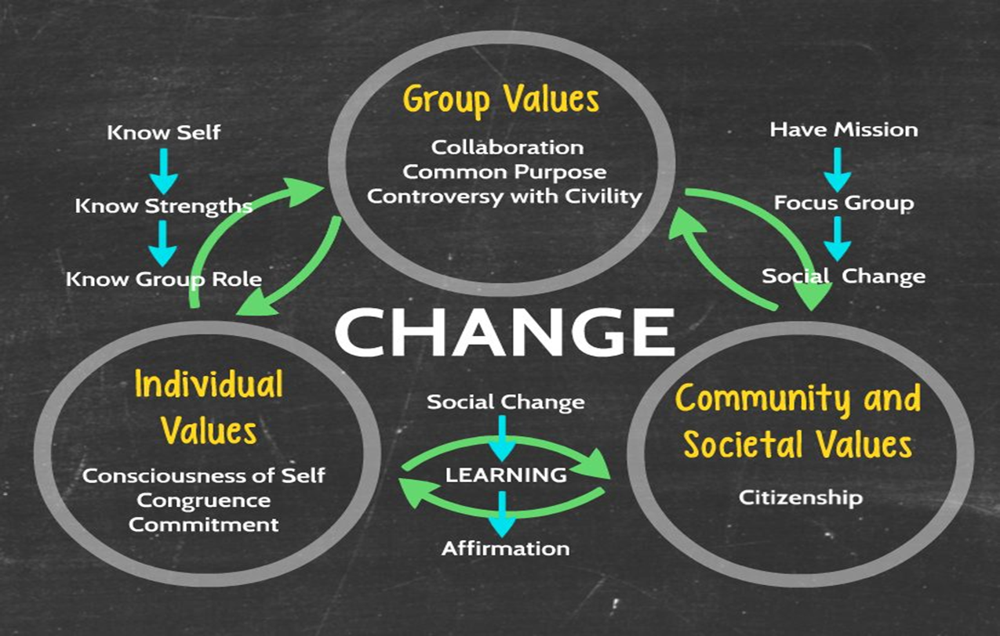 Group Values
Collaboration
Common Purpose
Controversy with Civility
Know Self
Know Strengths
Know Group Role
Have Mission
Focus Group
Social Change
CHANGE
Individual
Values
Consciousness of Self
Congruence
Commitment
Social Change
LEARNING
Affirmation
Community and
Societal Values
Citizenship